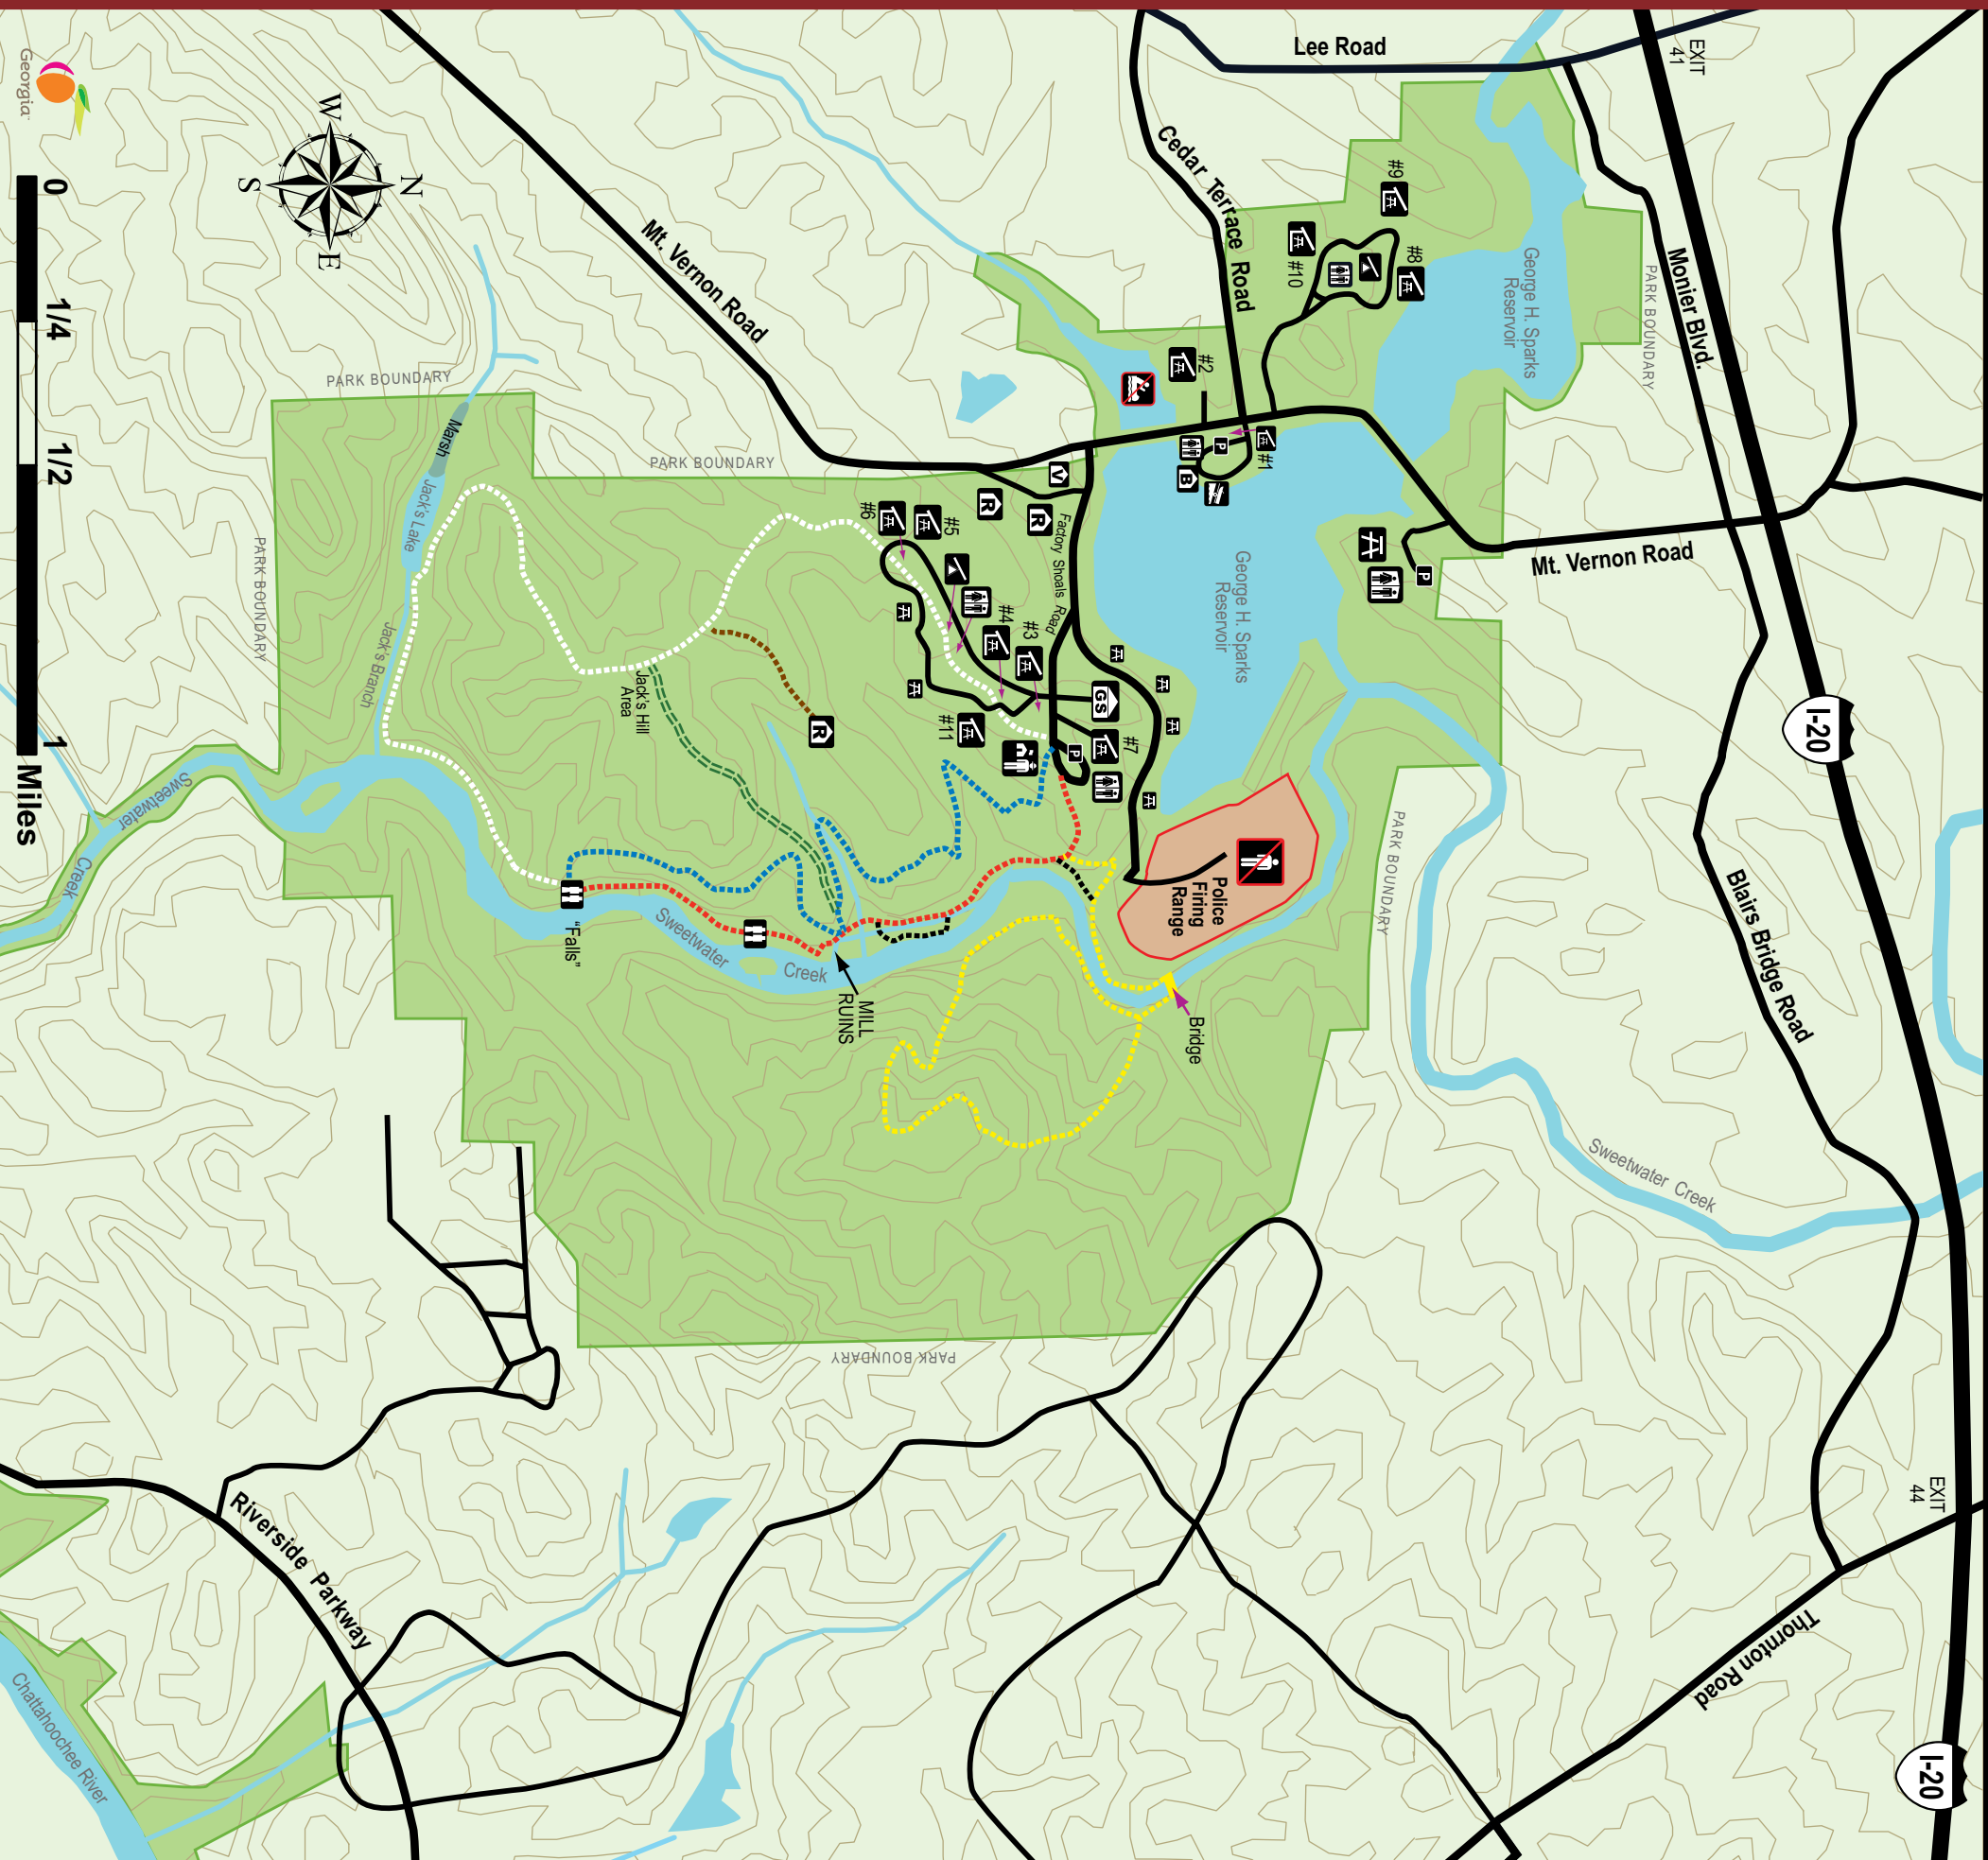 Lee Road
EXIT
41
Georgia
W
N
S
E
0
1/4
1/2
1
Miles
Mt. Vernon Road
Cedar Terrace Road
#9
#8
#10
George H. Sparks
Reservoir
PARK BOUNDARY
Monier Blvd.
#2
#1
P
B
PARK BOUNDARY
PARK BOUNDARY
PARK BOUNDARY
Marsh
Jack's Lake
Jack's Branch
V
R
R
Factory Shoals Road
#6
#5
#4
#3
George H. Sparks
Reservoir
P
Mt. Vernon Road
I-20
GS
#7
#11
P
R
Jack's Hill
Area
Police
Firing
Range
PARK BOUNDARY
Blairs Bridge Road
Sweetwater
Creek
"Falls"
Sweetwater
Creek
MILL
RUINS
Bridge
Sweetwater Creek
PARK BOUNDARY
EXIT
44
Thornton Road
I-20
Riverside Parkway
Chattahoochee River